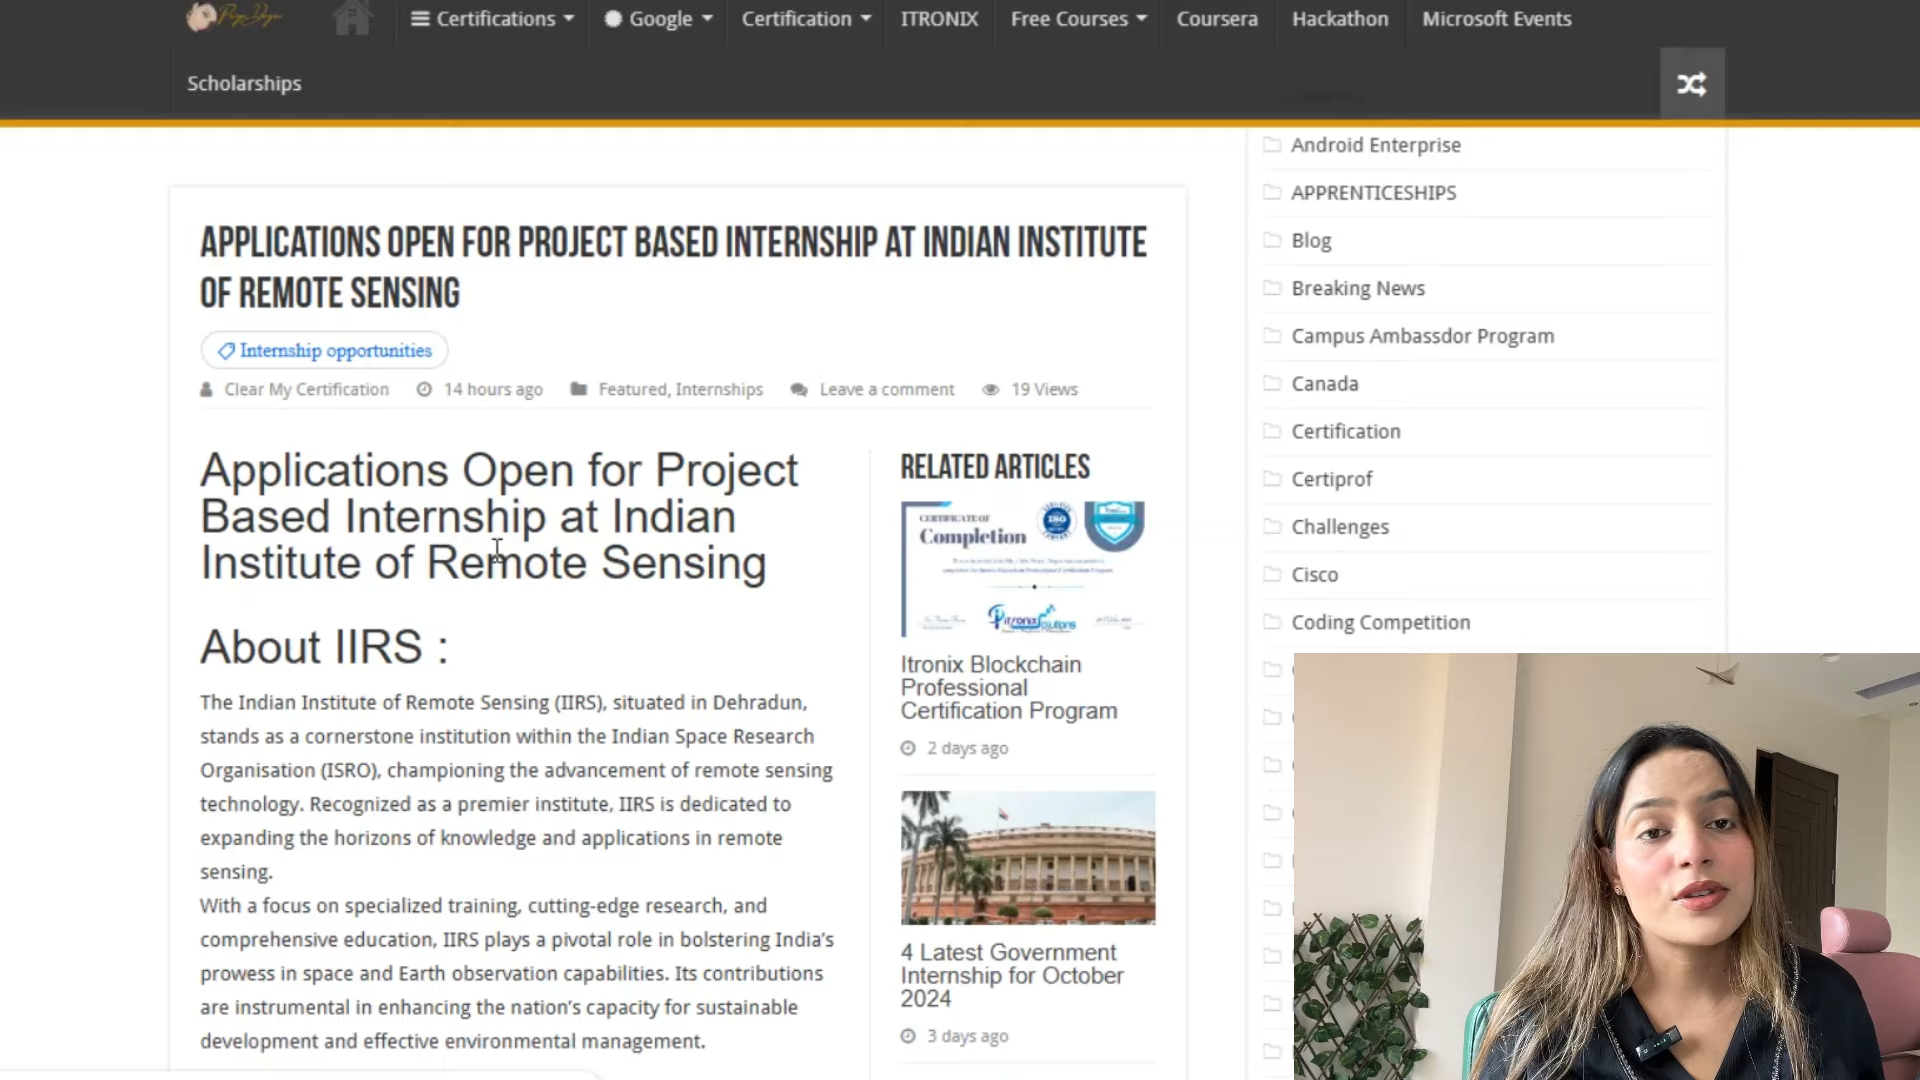 Certifications
Google
Certification
ITRONIX
Free Courses
Coursera
Hackathon
Microsoft Events
Scholarships
APPLICATIONS OPEN FOR PROJECT BASED INTERNSHIP AT INDIAN INSTITUTE
OF REMOTE SENSING
Internship opportunities
Clear My Certification 14 hours ago Featured, Internships Leave a comment 19 Views
Applications Open for Project
Based Internship at Indian
Institute of Remote Sensing
About IIRS :
The Indian Institute of Remote Sensing (IIRS), situated in Dehradun,
stands as a cornerstone institution within the Indian Space Research
Organisation (ISRO), championing the advancement of remote sensing
technology. Recognized as a premier institute, IIRS is dedicated to
expanding the horizons of knowledge and applications in remote
sensing.
With a focus on specialized training, cutting-edge research, and
comprehensive education, IIRS plays a pivotal role in bolstering India's
prowess in space and Earth observation capabilities. Its contributions
are instrumental in enhancing the nation's capacity for sustainable
development and effective environmental management.
RELATED ARTICLES
CERTIFICATE OF
Completion
ISO
Itronix Blockchain
Professional
Certification Program
2 days ago
4 Latest Government
Internship for October
2024
3 days ago
Android Enterprise
APPRENTICESHIPS
Blog
Breaking News
Campus Ambassdor Program
Canada
Certification
Certiprof
Challenges
Cisco
Coding Competition